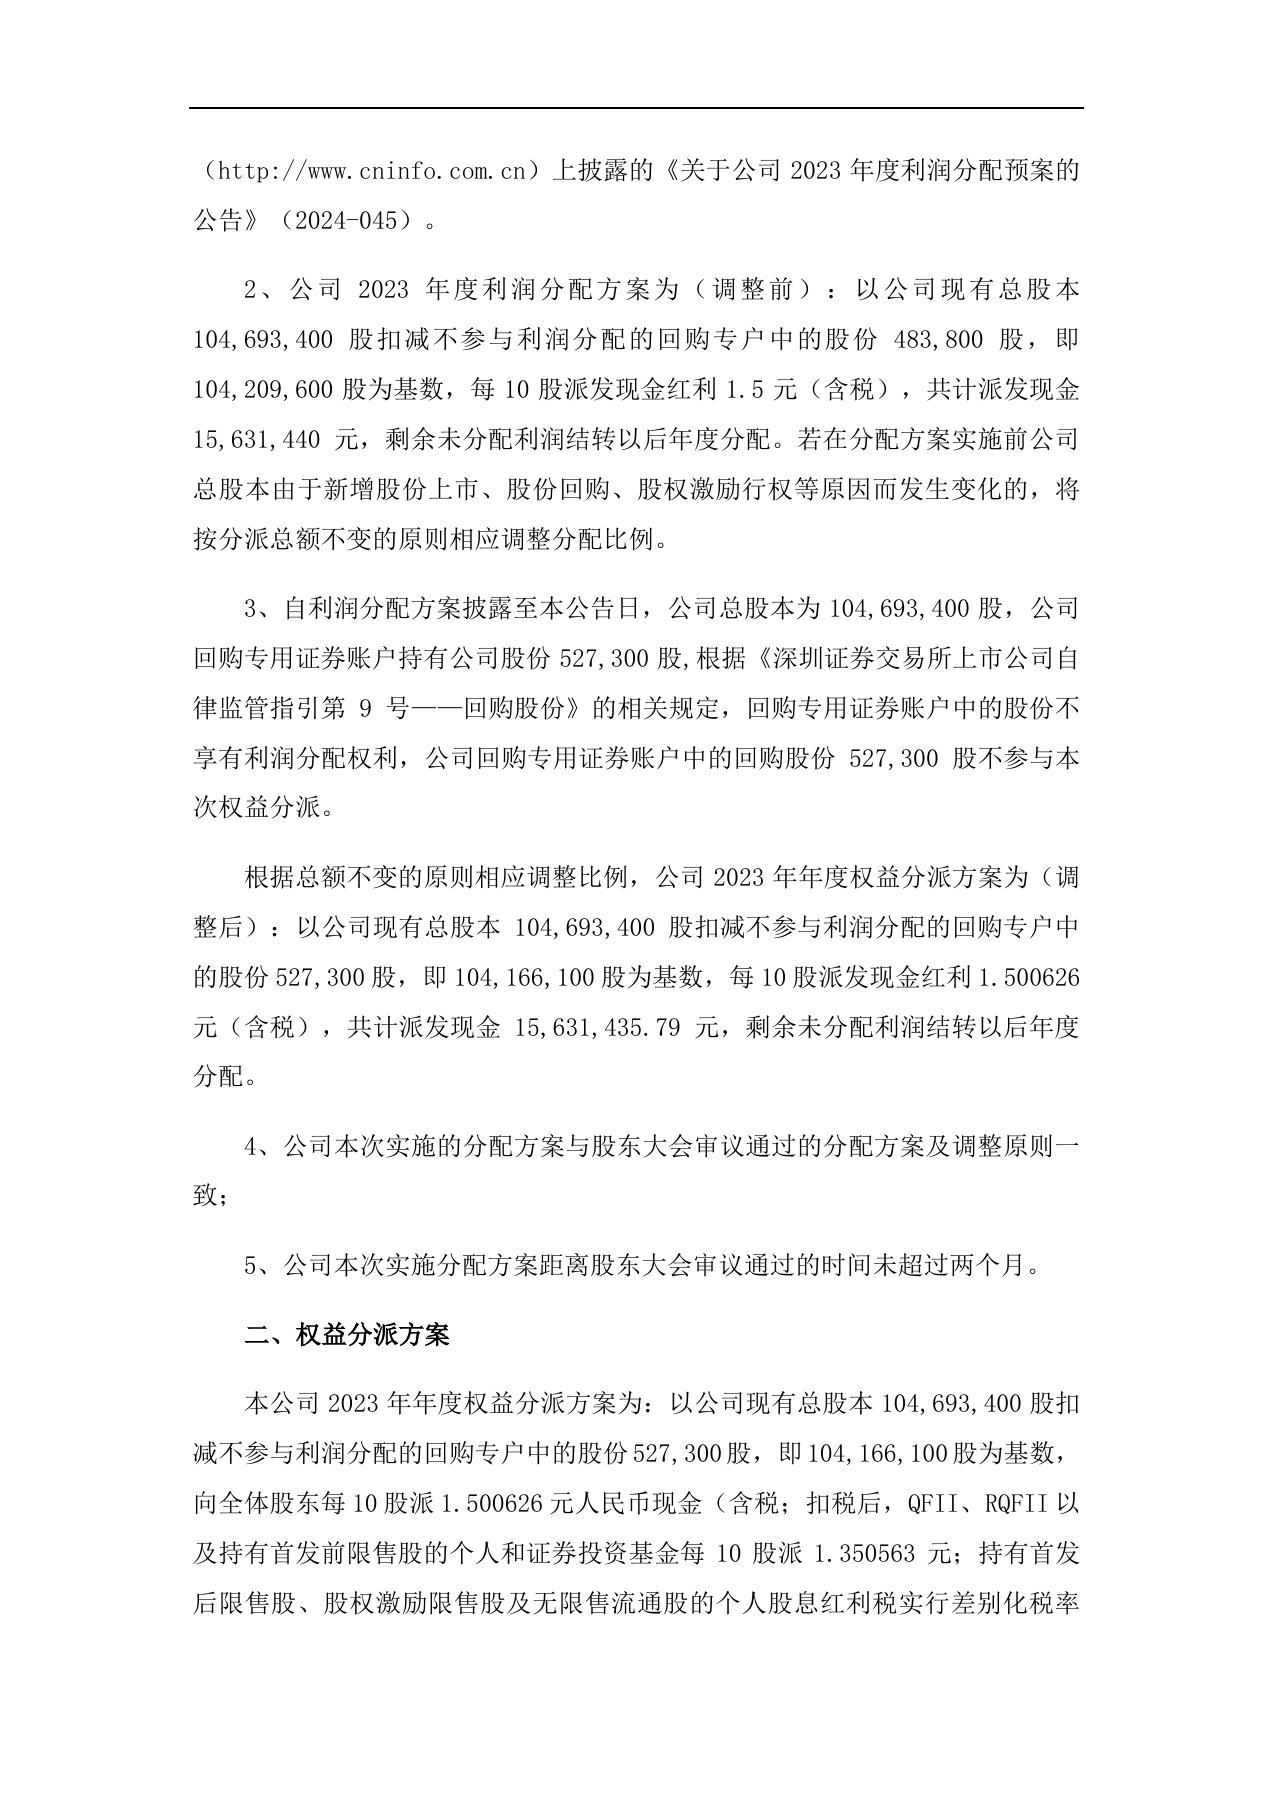 （http://www.cninfo.com.cn）上披露的《关于公司 2023 年度利润分配预案的
公告》（2024-045）。
2、公司 2023 年度利润分配方案为（调整前）：以公司现有总股本
104,693,400 股扣减不参与利润分配的回购专户中的股份 483,800 股，即
104,209,600 股为基数，每 10 股派发现金红利 1.5 元（含税），共计派发现金
15,631,440 元，剩余未分配利润结转以后年度分配。若在分配方案实施前公司
总股本由于新增股份上市、股份回购、股权激励行权等原因而发生变化的，将
按分派总额不变的原则相应调整分配比例。
3、自利润分配方案披露至本公告日，公司总股本为 104,693,400 股，公司
回购专用证券账户持有公司股份 527,300 股,根据《深圳证券交易所上市公司自
律监管指引第 9 号——回购股份》的相关规定，回购专用证券账户中的股份不
享有利润分配权利，公司回购专用证券账户中的回购股份 527,300 股不参与本
次权益分派。
根据总额不变的原则相应调整比例，公司 2023 年年度权益分派方案为（调
整后）：以公司现有总股本 104,693,400 股扣减不参与利润分配的回购专户中
的股份 527,300 股，即 104,166,100 股为基数，每 10 股派发现金红利 1.500626
元（含税），共计派发现金 15,631,435.79 元，剩余未分配利润结转以后年度
分配。
4、公司本次实施的分配方案与股东大会审议通过的分配方案及调整原则一
致；
5、公司本次实施分配方案距离股东大会审议通过的时间未超过两个月。
二、权益分派方案
本公司 2023 年年度权益分派方案为：以公司现有总股本 104,693,400 股扣
减不参与利润分配的回购专户中的股份 527,300 股，即 104,166,100 股为基数，
向全体股东每 10 股派 1.500626 元人民币现金（含税；扣税后，QFII、RQFII 以
及持有首发前限售股的个人和证券投资基金每 10 股派 1.350563 元；持有首发
后限售股、股权激励限售股及无限售流通股的个人股息红利税实行差别化税率